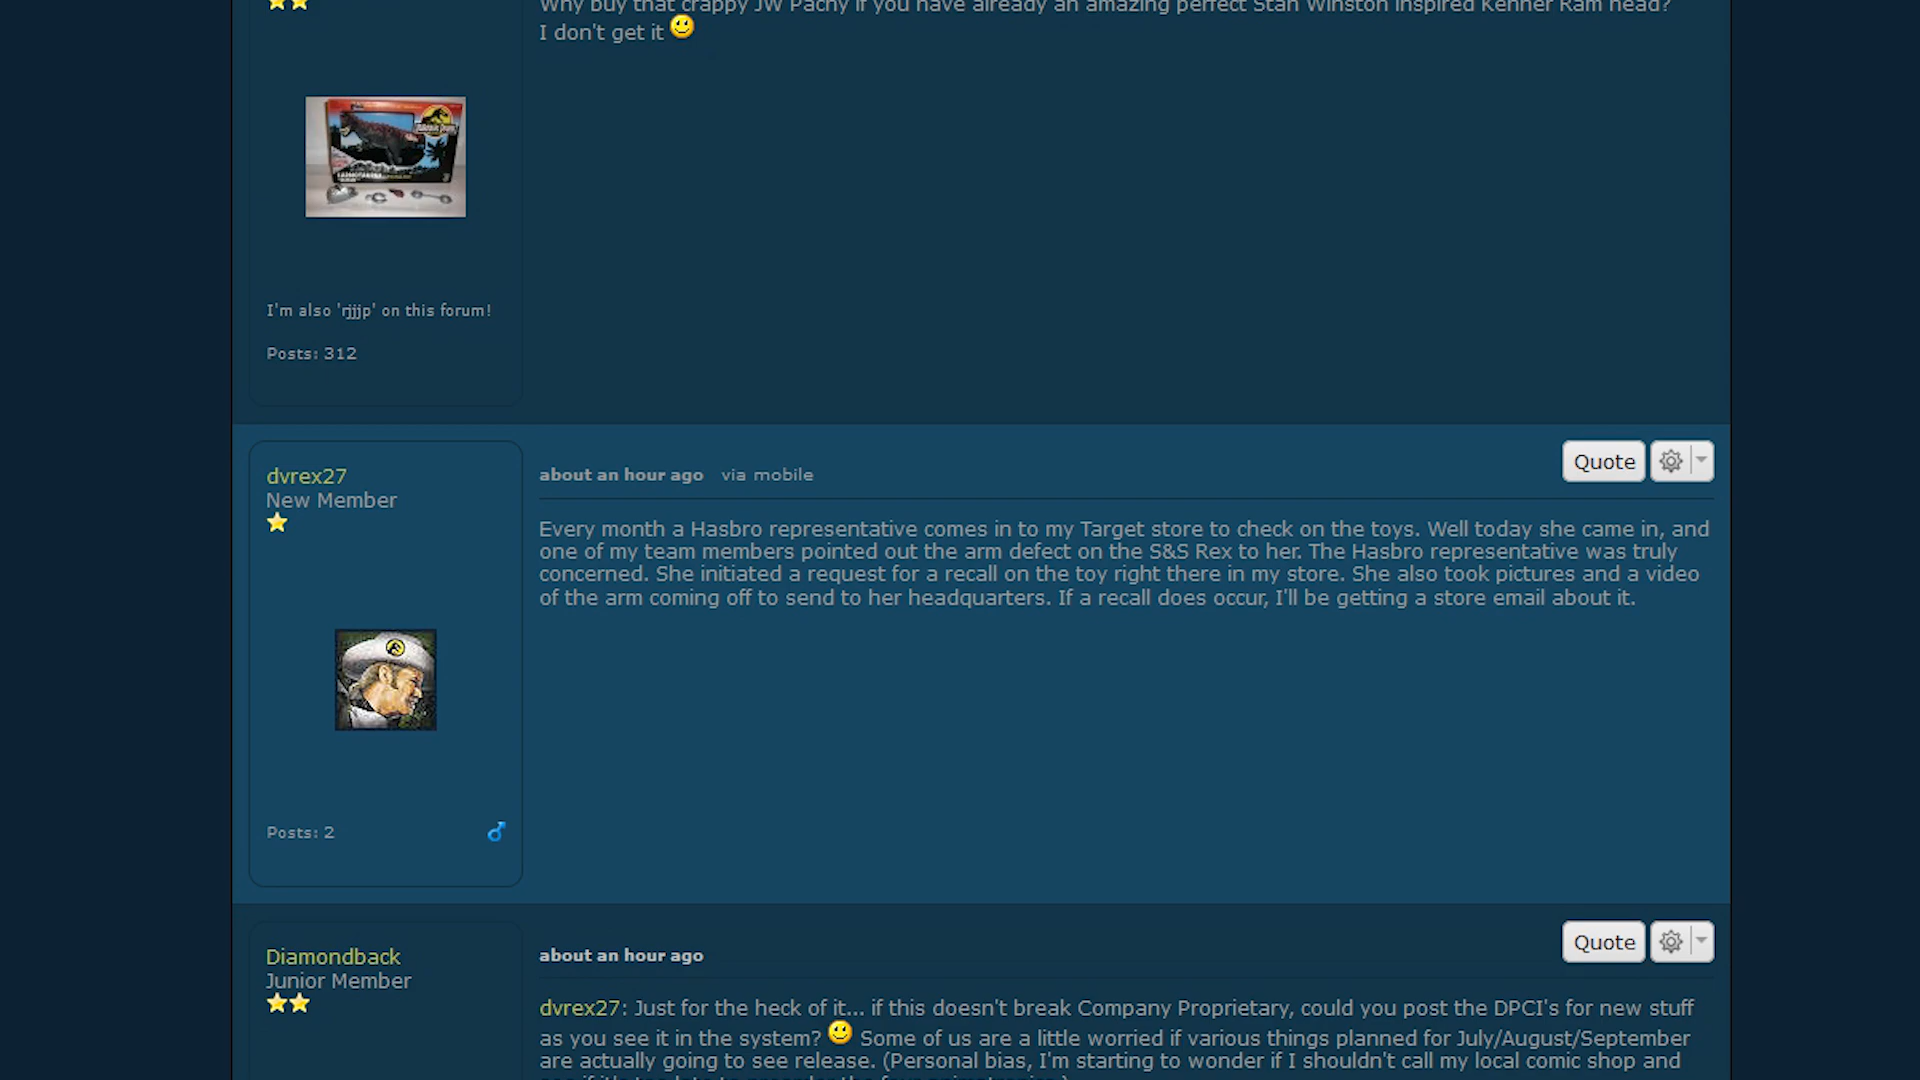 Why buy that crappy JW Pachy if you have already an amazing perfect Stan Winston inspired Kenner Ram head?
I don't get it
I'm also 'rjjjp' on this forum!
Posts: 312
dvrex27
New Member
about an hour ago via mobile
Quote
Every month a Hasbro representative comes in to my Target store to check on the toys. Well today she came in, and
one of my team members pointed out the arm defect on the S&S Rex to her. The Hasbro representative was truly
concerned. She initiated a request for a recall on the toy right there in my store. She also took pictures and a video
of the arm coming off to send to her headquarters. If a recall does occur, I'll be getting a store email about it.
Posts: 2
Diamondback
Junior Member
about an hour ago
Quote
dvrex27: Just for the heck of it... if this doesn't break Company Proprietary, could you post the DPCI's for new stuff
as you see it in the system? Some of us are a little worried if various things planned for July/August/September
are actually going to see release. (Personal bias, I'm starting to wonder if I shouldn't call my local comic shop and